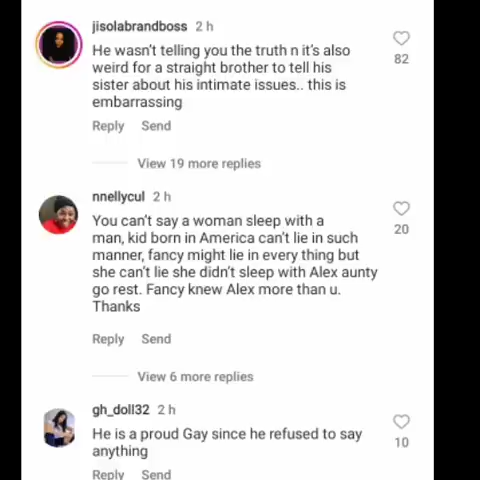 jisolabrandboss 2 h
He wasn't telling you the truth n it's also
weird for a straight brother to tell his
sister about his intimate issues.. this is
embarrassing
82
Reply Send
View 19 more replies
nnellycul 2 h
You can't say a woman sleep with a
man, kid born in America can't lie in such
manner, fancy might lie in every thing but
she can't lie she didn't sleep with Alex aunty
go rest. Fancy knew Alex more than u.
Thanks
20
Reply Send
View 6 more replies
gh_doll32 2 h
He is a proud Gay since he refused to say
anything
10
Reply Send